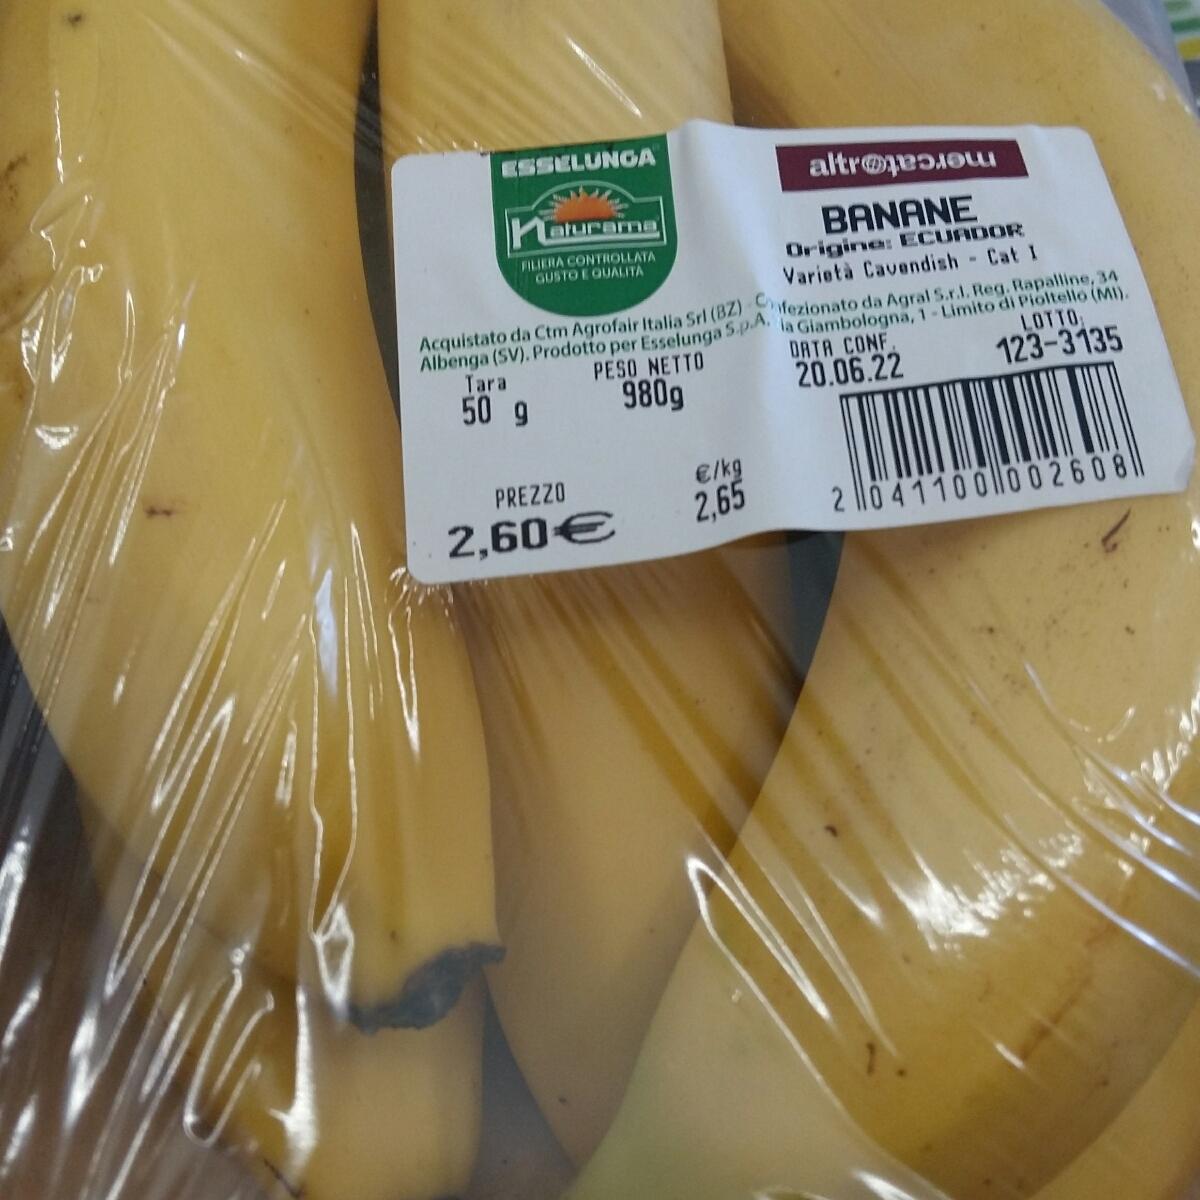 ESSELUNGA
Naturama
FILIERA CONTROLLATA
GUSTO E QUALITÀ
altromercato
BANANE
Origine: ECUADOR
Varietà Cavendish - Cat I
Acquistato da Ctm Agrofair Italia Srl (BZ) - Confezionato da Agral S.r.l. Reg. Rapalline, 34
Albenga (SV). Prodotto per Esselunga S.p.A. Via Giambologna, 1 - Limito di Pioltello (MI).
Tara
50 g
PESO NETTO
980g
DATA CONF.
20.06.22
LOTTO:
123-3135
PREZZO
2,60€
€/kg
2,65
2 041100 002608